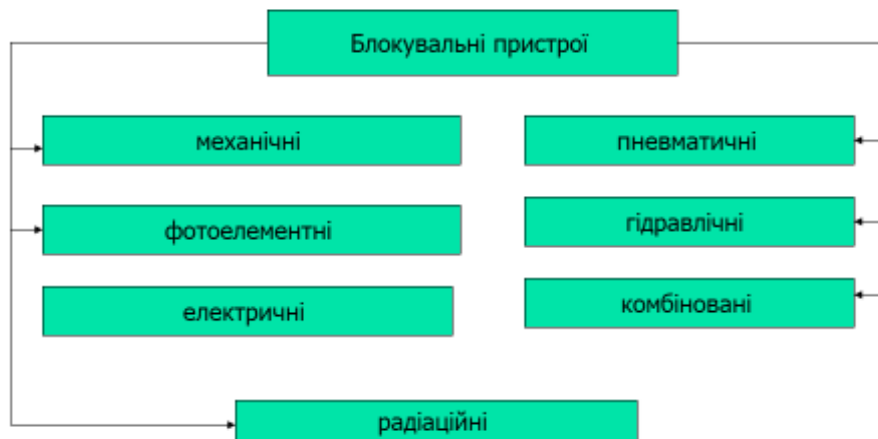 Блокувальні пристрої
механічні
пневматичні
фотоелементні
гідравлічні
електричні
комбіновані
радіаційні